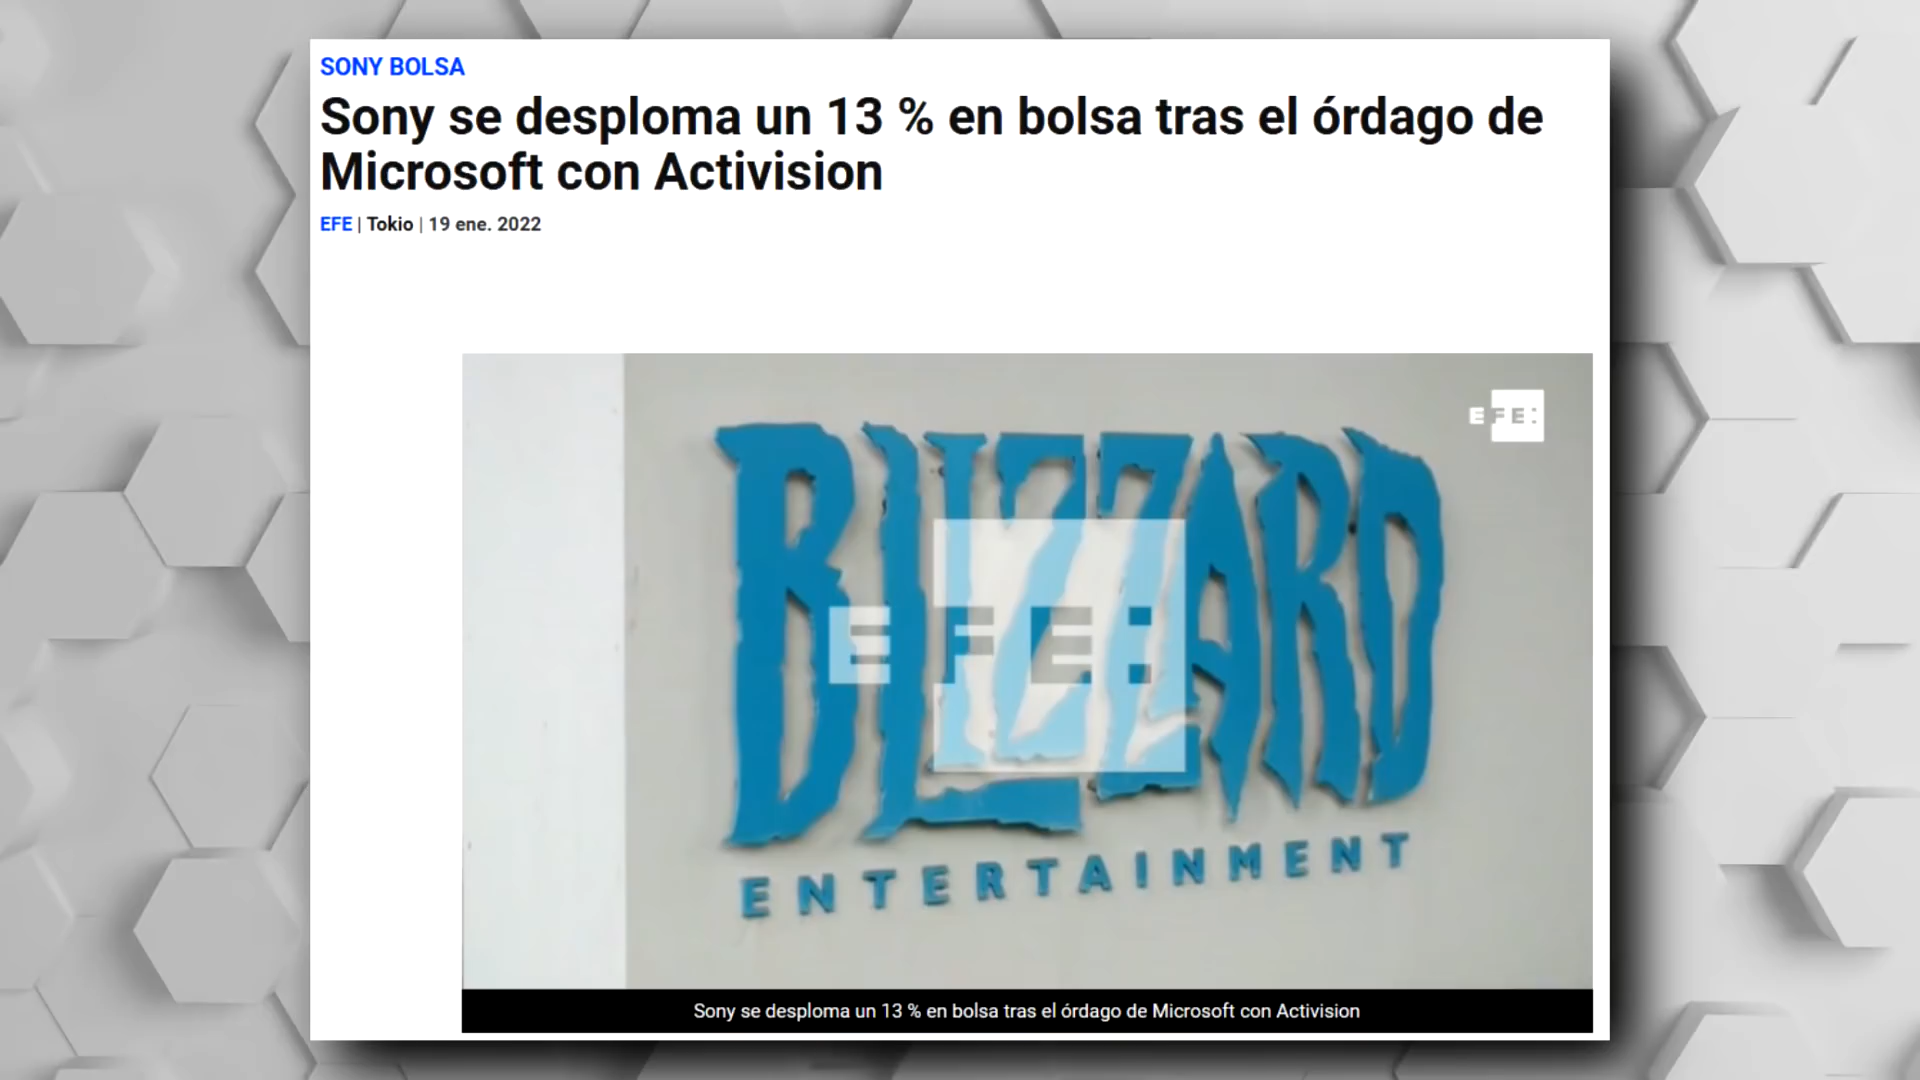 SONY BOLSA
Sony se desploma un 13 % en bolsa tras el órdago de
Microsoft con Activision
EFE | Tokio | 19 ene. 2022
EFE:
BLIZZARD
EFE:
ENTERTAINMENT
Sony se desploma un 13 % en bolsa tras el órdago de Microsoft con Activision